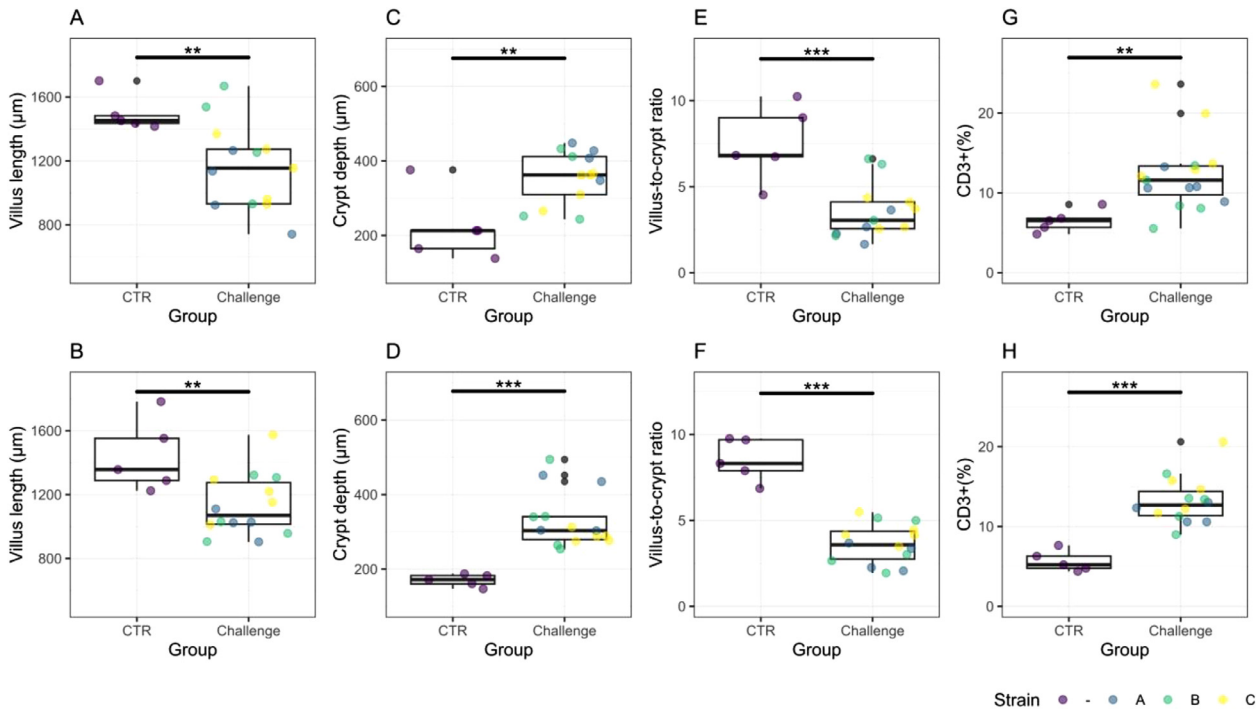 A
C
E
G
**
**
***
**
Villus length (μm)
1600
1200
800
Crypt depth (μm)
600
400
200
Villus-to-crypt ratio
10
5
0
CD3+(%)
20
10
0
CTR Challenge
CTR Challenge
CTR Challenge
CTR Challenge
Group
Group
Group
Group
B
D
F
H
**
***
***
***
Villus length (μm)
1600
1200
800
Crypt depth (μm)
600
400
200
Villus-to-crypt ratio
10
5
0
CD3+(%)
20
10
0
CTR Challenge
CTR Challenge
CTR Challenge
CTR Challenge
Group
Group
Group
Group
Strain - A B C